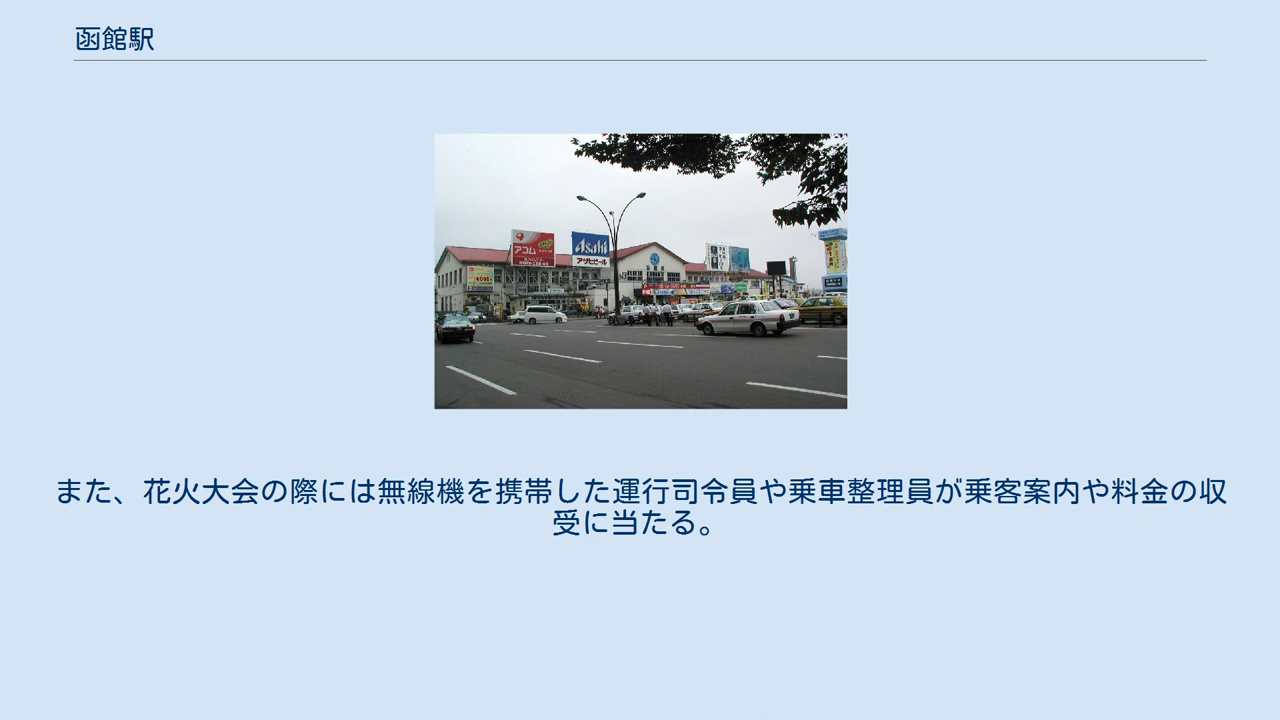 函館駅
アコム
Asahi
アサヒビール
また、花火大会の際には無線機を携帯した運行司令員や乗車整理員が乗客案内や料金の収
受に当たる。